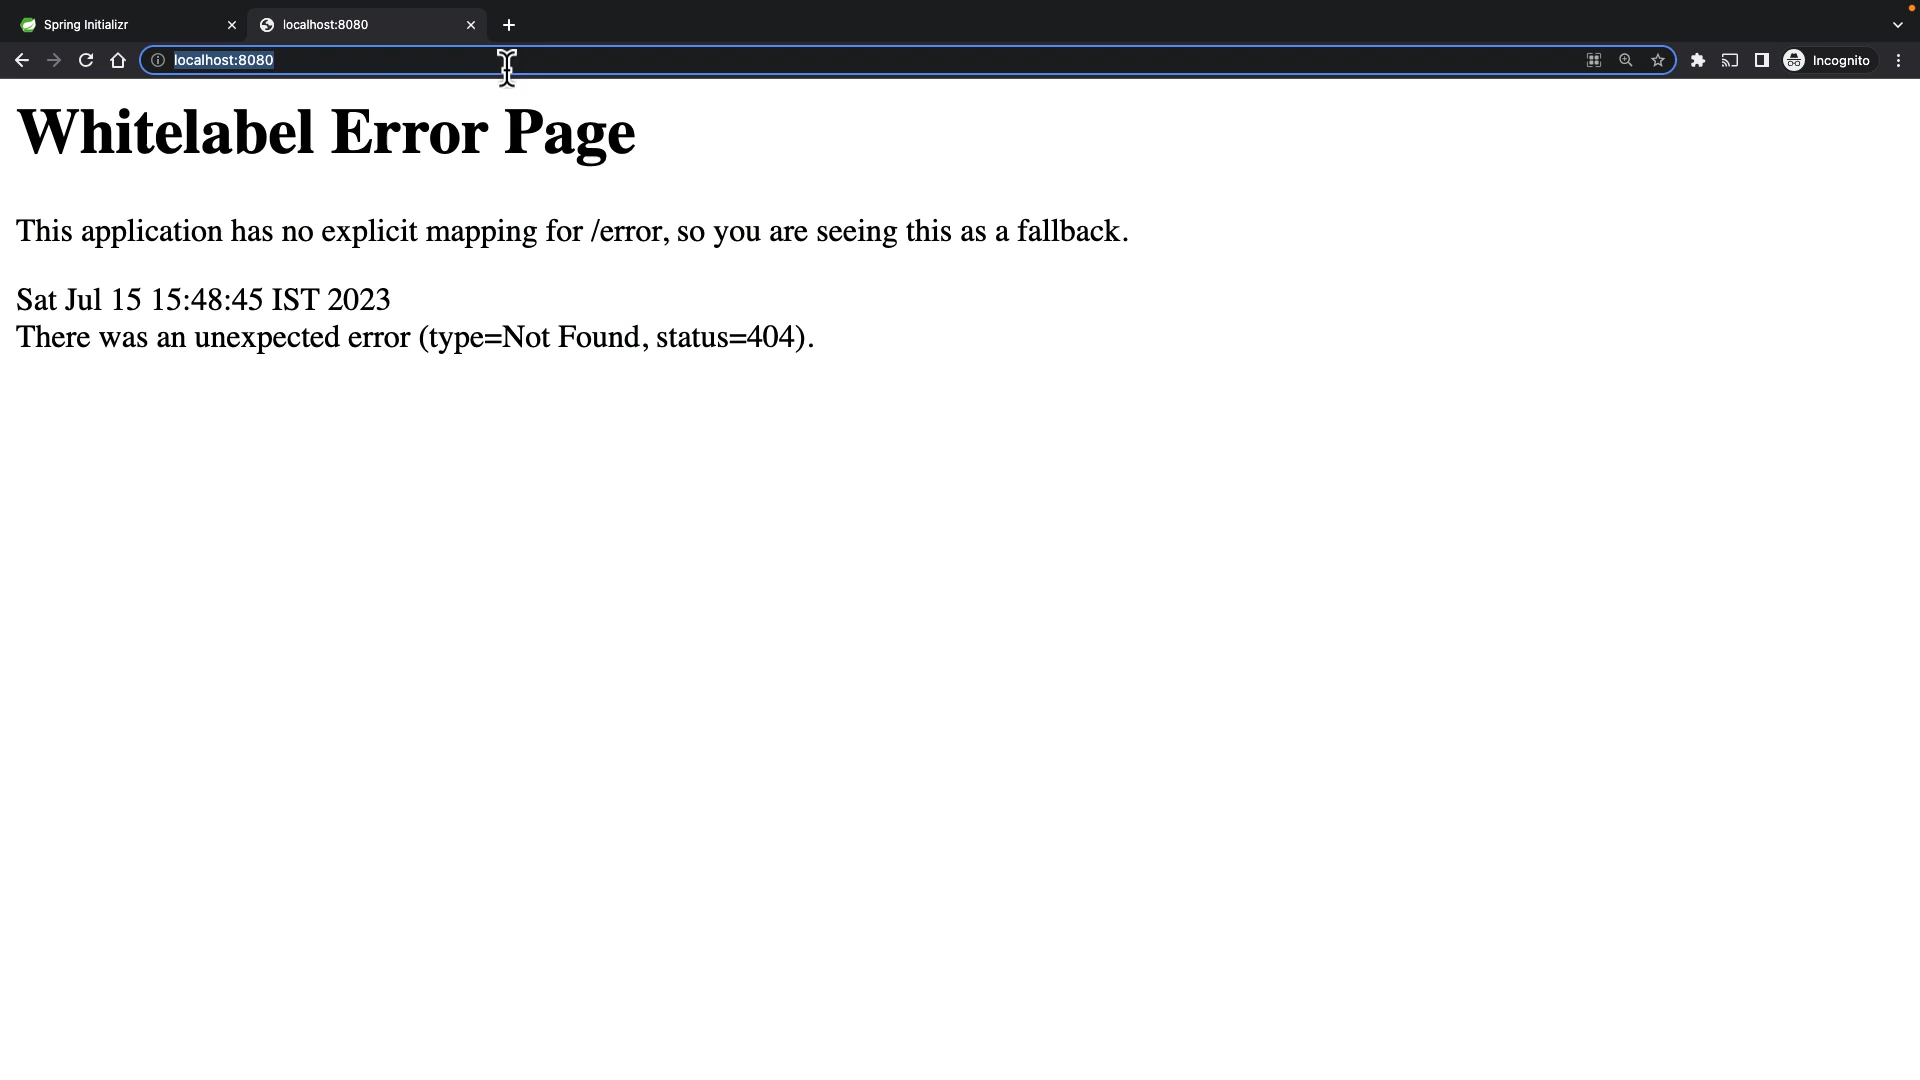 Spring Initializr
localhost:8080
localhost:8080
Incognito
Whitelabel Error Page
This application has no explicit mapping for /error, so you are seeing this as a fallback.
Sat Jul 15 15:48:45 IST 2023
There was an unexpected error (type=Not Found, status=404).